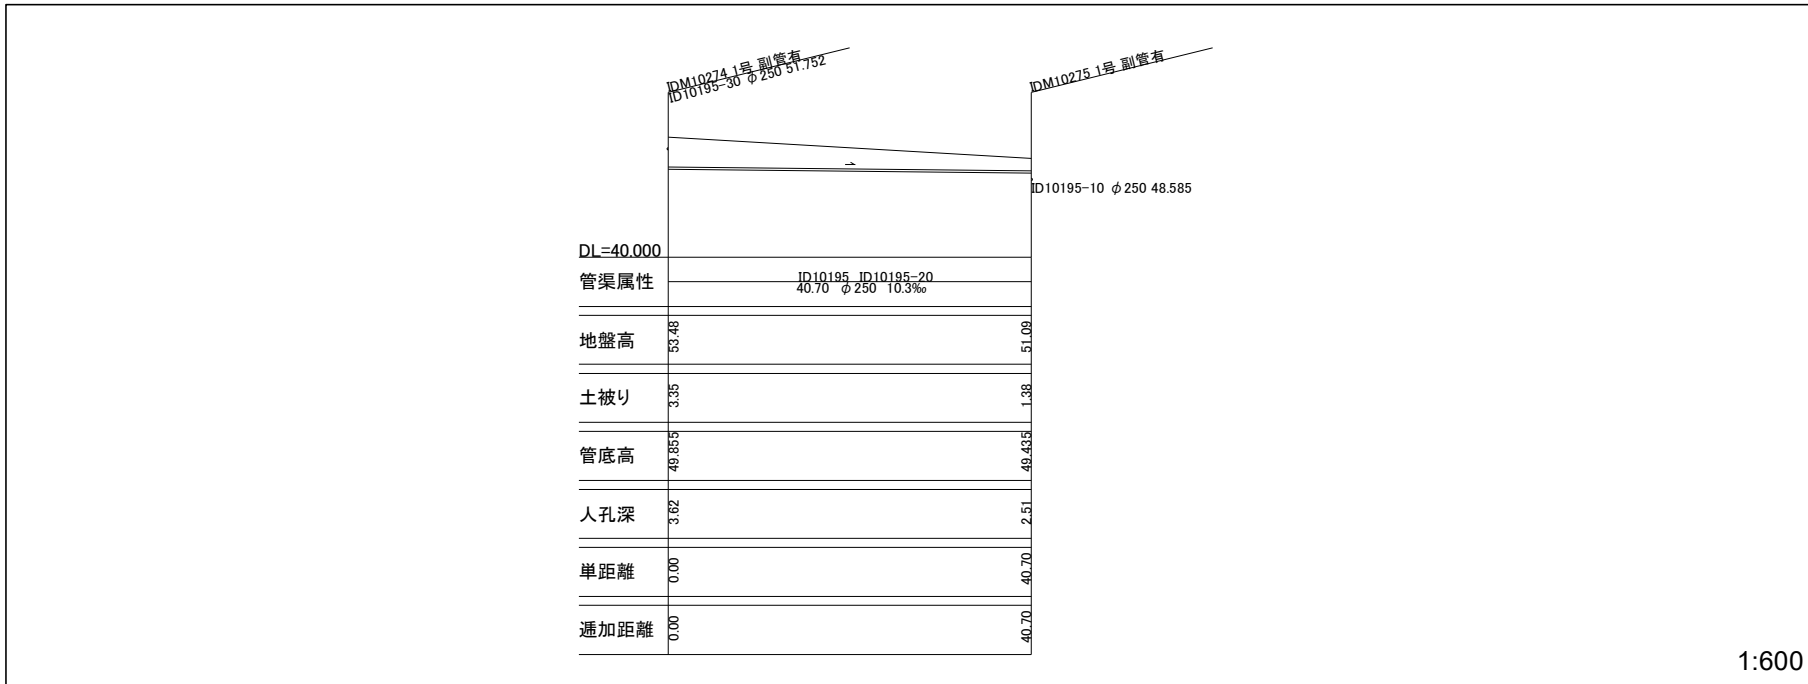 IDM10274 1号 副管有
ID10195-30 φ250 51.752
IDM10275 1号 副管有
ID10195-10 φ250 48.585
DL=40.000
管渠属性
ID10195 ID10195-20
40.70 φ250 10.3‰
地盤高 53.48 51.09
土被り 3.35 1.38
管底高 49.855 49.435
人孔深 3.62 2.51
単距離 0.00 40.70
逓加距離 0.00 40.70
1:600